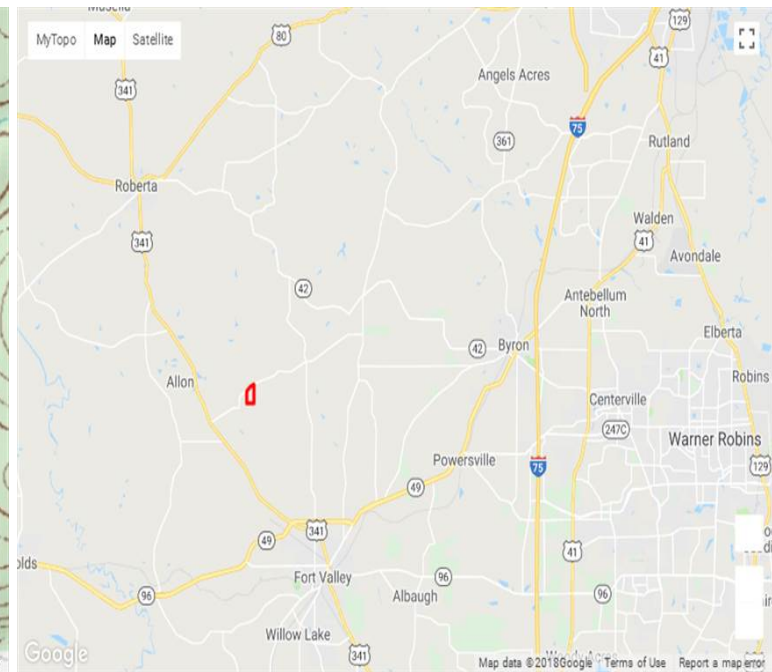 Musella
MyTopo Map Satellite
80
129
41
341
Angels Acres
75
361
Rutland
Roberta
341
Walden
41
Avondale
42
Antebellum
North
Elberta
42
Byron
Allon
Robins
Centerville
247C
Warner Robins
Powersville
75
129
49
341
49
41
olds
Fort Valley
96
96
96
Albaugh
Willow Lake
341
Google
Map data ©2018Google
Terms of Use
Report a map error